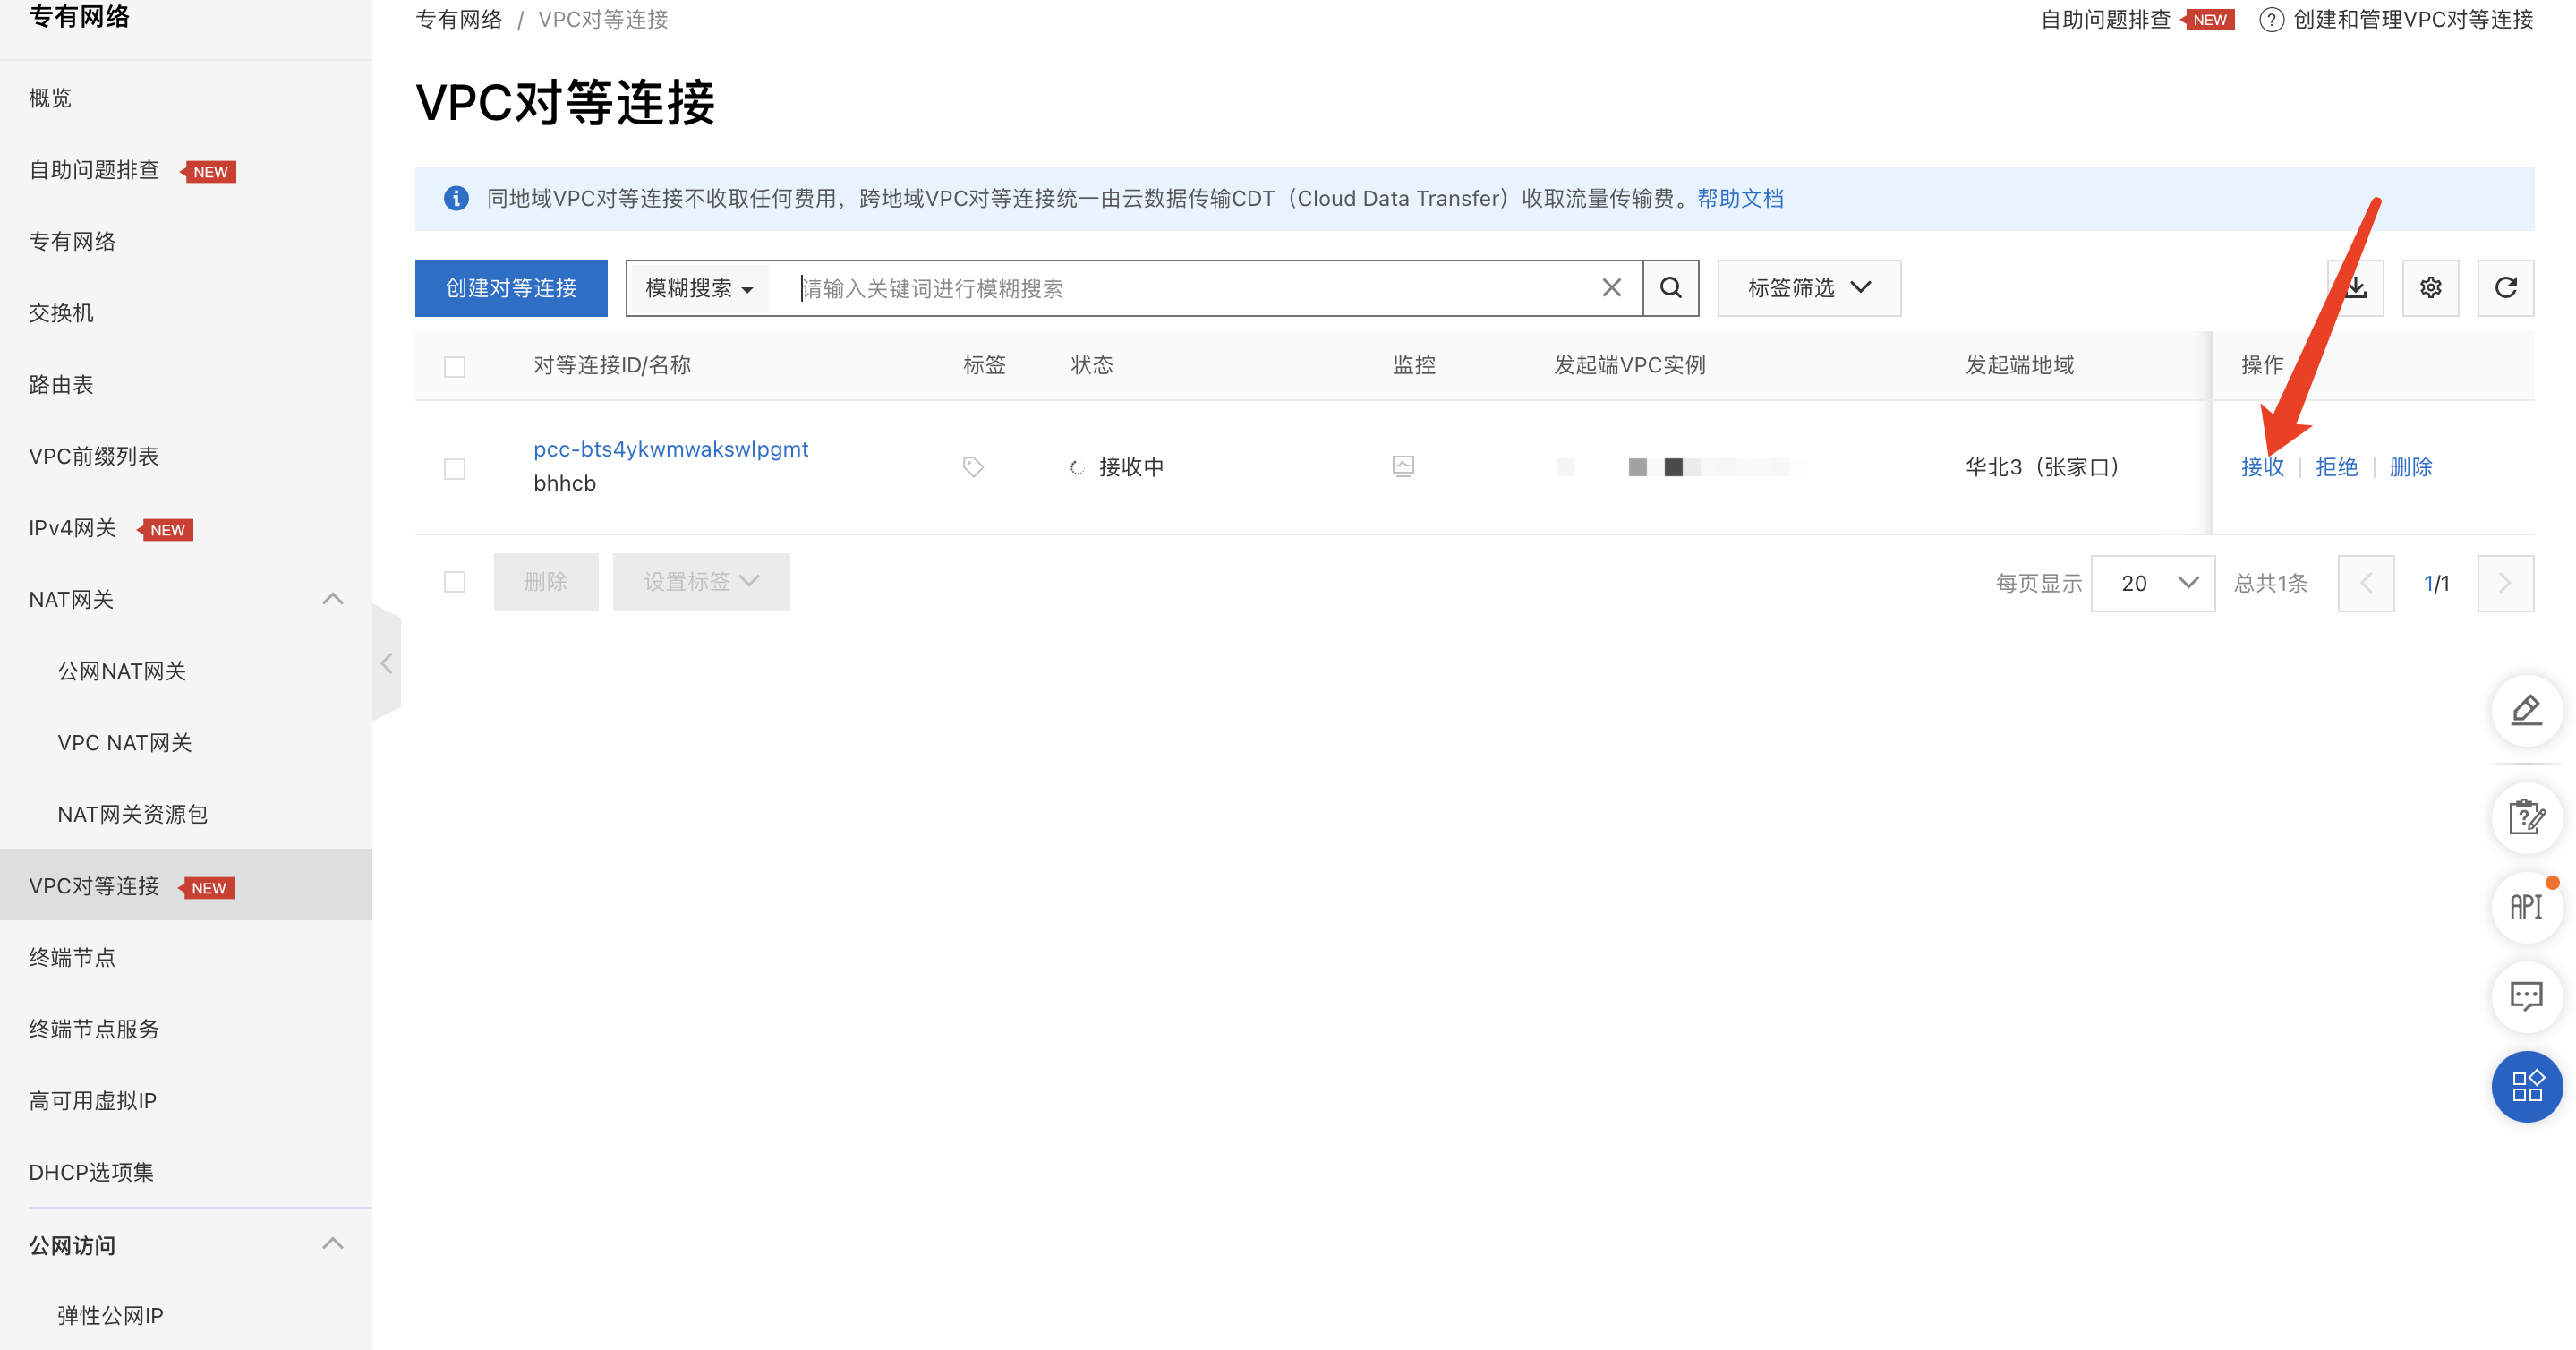 专有网络
概览
自助问题排查 NEW
专有网络
交换机
路由表
VPC前缀列表
IPv4网关 NEW
NAT网关
公网NAT网关
VPC NAT网关
NAT网关资源包
VPC对等连接 NEW
终端节点
终端节点服务
高可用虚拟IP
DHCP选项集
公网访问
弹性公网IP
专有网络 / VPC对等连接
自助问题排查 NEW ? 创建和管理VPC对等连接
VPC对等连接
同地域VPC对等连接不收取任何费用，跨地域VPC对等连接统一由云数据传输CDT（Cloud Data Transfer）收取流量传输费。帮助文档
创建对等连接 模糊搜索 请输入关键词进行模糊搜索 标签筛选
对等连接ID/名称 标签 状态 监控 发起端VPC实例 发起端地域 操作
pcc-bts4ykwmwakswlpgmt
bhhcb
接收中 华北3（张家口） 接收 拒绝 删除
删除 设置标签 每页显示 20 总共1条 1/1
API